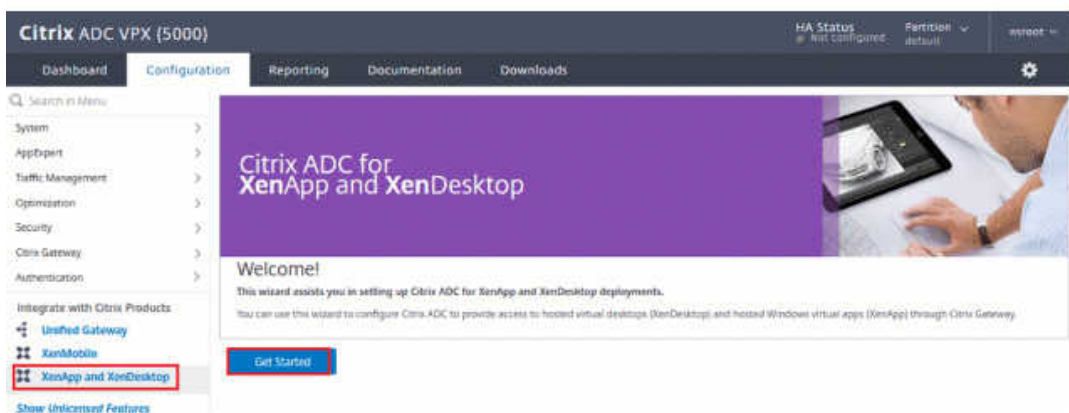 Citrix ADC VPX (5000)
HA Status
Not configured
Partition
default
nsroot
Dashboard
Configuration
Reporting
Documentation
Downloads
Search in Menu
System
AppExpert
Traffic Management
Optimization
Security
Citrix Gateway
Authentication
Integrate with Citrix Products
Unified Gateway
XenMobile
XenApp and XenDesktop
Show Unlicensed Features
Citrix ADC for
XenApp and XenDesktop
Welcome!
This wizard assists you in setting up Citrix ADC for XenApp and XenDesktop deployments.
You can use this wizard to configure Citrix ADC to provide access to hosted virtual desktops (XenDesktop) and hosted Windows virtual apps (XenApp) through Citrix Gateway.
Get Started